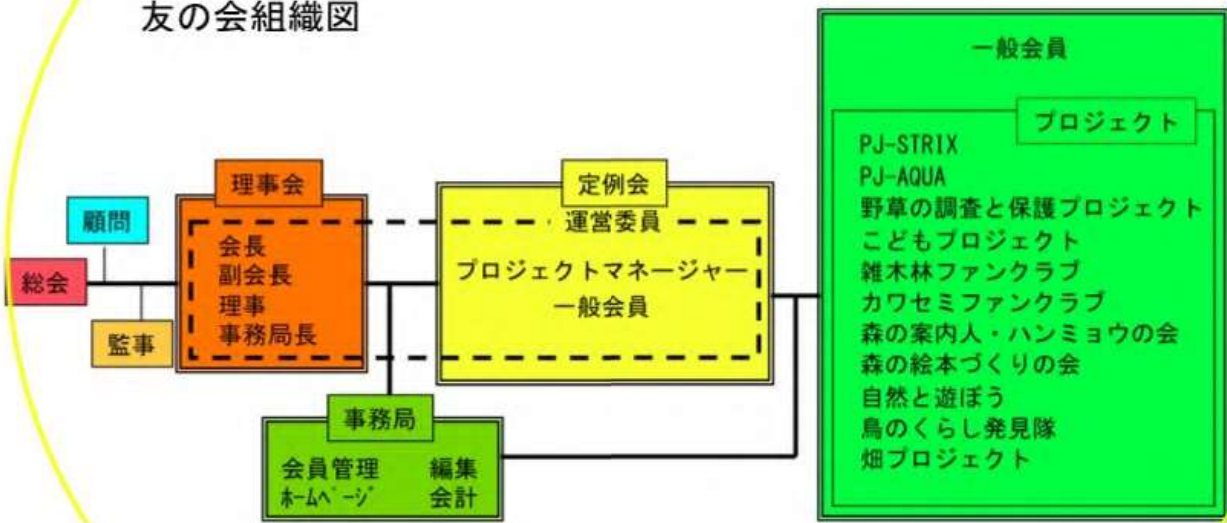 友の会組織図
総会
顧問
監事
理事会
会長
副会長
理事
事務局長
定例会
運営委員
プロジェクトマネージャー
一般会員
事務局
会員管理 編集
ﾎｰﾑﾍﾟｰｼﾞ 会計
一般会員
プロジェクト
PJ-STRIX
PJ-AQUA
野草の調査と保護プロジェクト
こどもプロジェクト
雑木林ファンクラブ
カワセミファンクラブ
森の案内人・ハンミョウの会
森の絵本づくりの会
自然と遊ぼう
鳥のくらし発見隊
畑プロジェクト